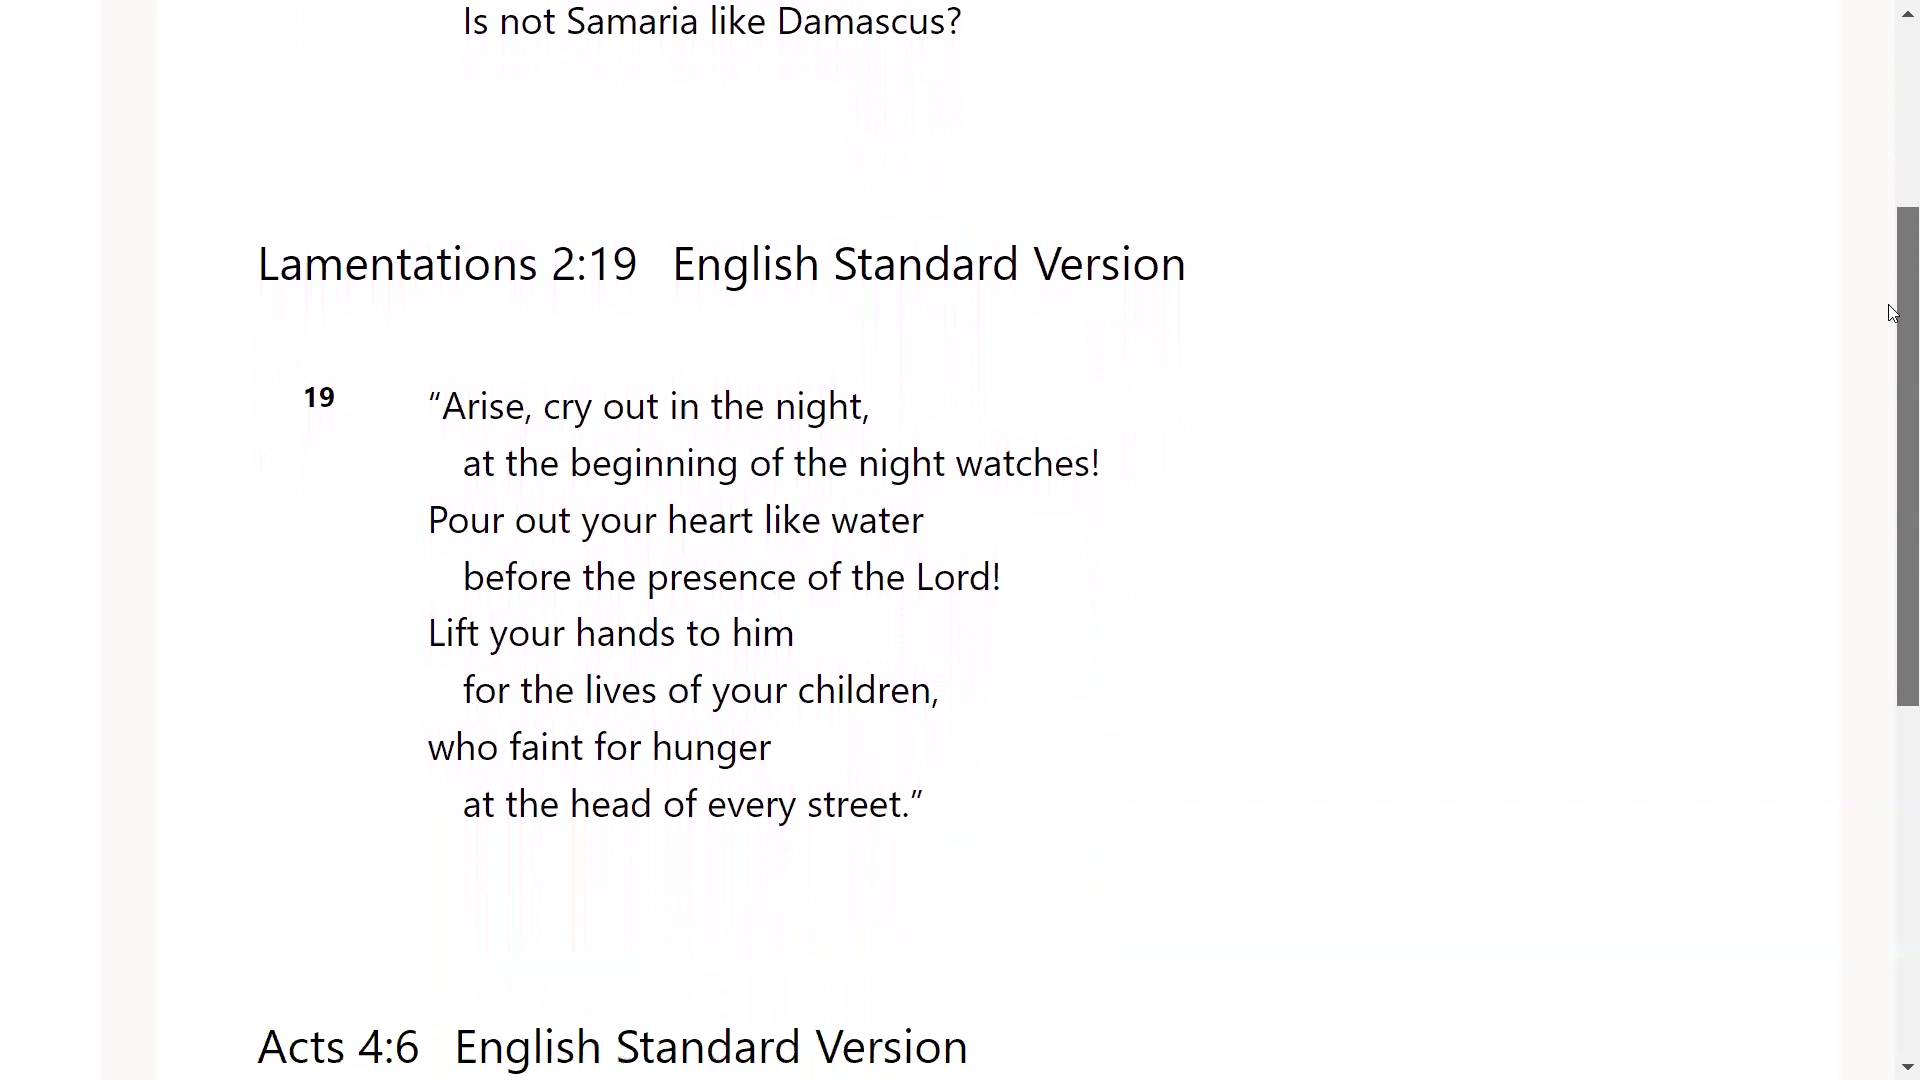 Is not Samaria like Damascus?
Lamentations 2:19 English Standard Version
19 “Arise, cry out in the night,
at the beginning of the night watches!
Pour out your heart like water
before the presence of the Lord!
Lift your hands to him
for the lives of your children,
who faint for hunger
at the head of every street.”
Acts 4:6 English Standard Version